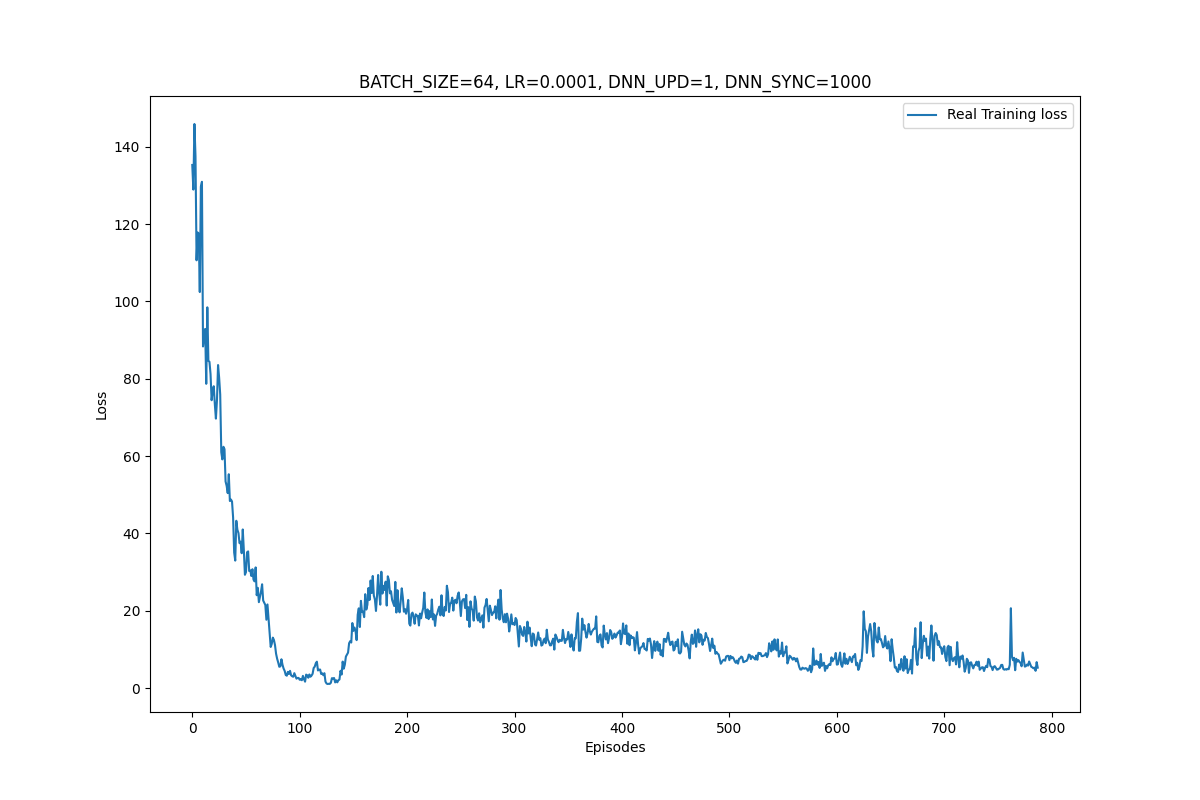 BATCH_SIZE=64, LR=0.0001, DNN_UPD=1, DNN_SYNC=1000
Real Training loss
140
120
100
80
60
40
20
0
Loss
0 100 200 300 400 500 600 700 800
Episodes